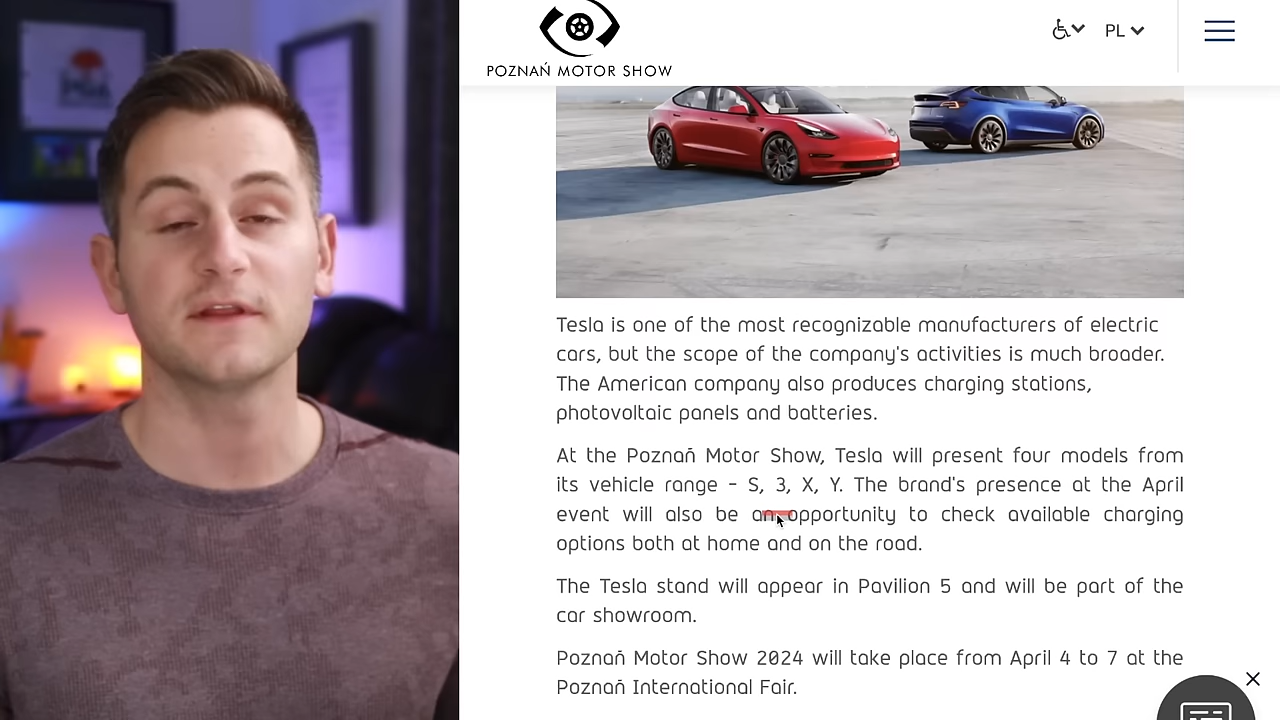 POZNAŃ MOTOR SHOW
PL
Tesla is one of the most recognizable manufacturers of electric
cars, but the scope of the company's activities is much broader.
The American company also produces charging stations,
photovoltaic panels and batteries.
At the Poznań Motor Show, Tesla will present four models from
its vehicle range - S, 3, X, Y. The brand's presence at the April
event will also be an opportunity to check available charging
options both at home and on the road.
The Tesla stand will appear in Pavilion 5 and will be part of the
car showroom.
Poznań Motor Show 2024 will take place from April 4 to 7 at the
Poznań International Fair.